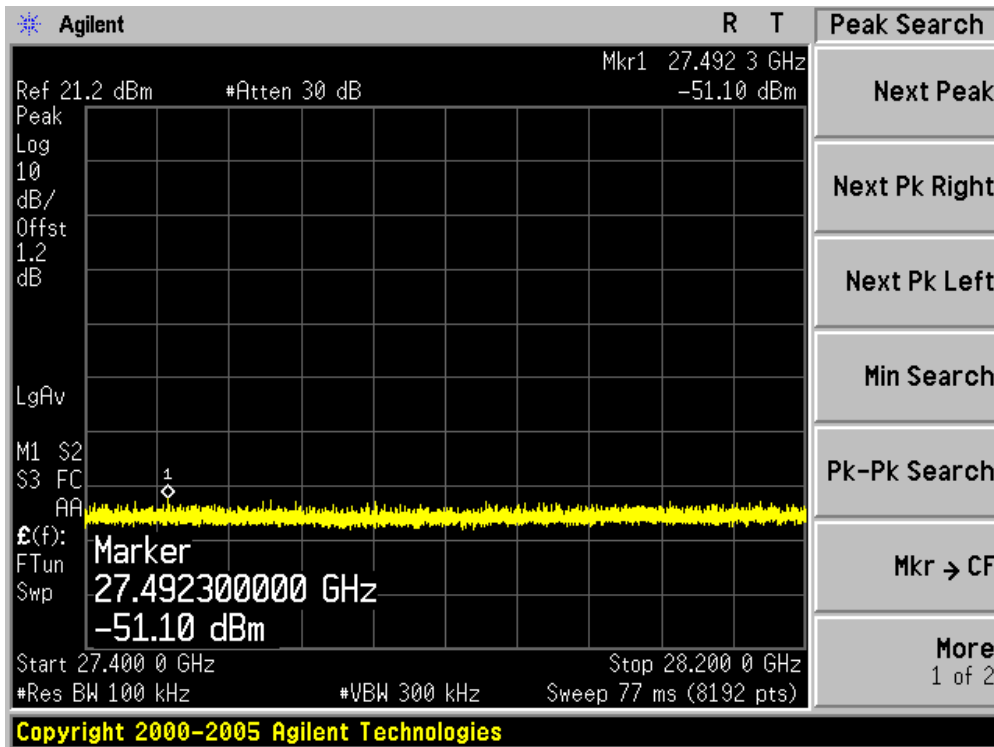 Agilent R T
Mkr1 27.492 3 GHz
Ref 21.2 dBm #Atten 30 dB -51.10 dBm
Peak
Log
10
dB/
Offst
1.2
dB
LgAv
M1 S2
S3 FC
AA
£(f):
FTun
Swp
1
Marker
27.492300000 GHz
-51.10 dBm
Start 27.400 0 GHz Stop 28.200 0 GHz
#Res BW 100 kHz #VBW 300 kHz Sweep 77 ms (8192 pts)
Copyright 2000-2005 Agilent Technologies
Peak Search
Next Peak
Next Pk Right
Next Pk Left
Min Search
Pk-Pk Search
Mkr → CF
More
1 of 2